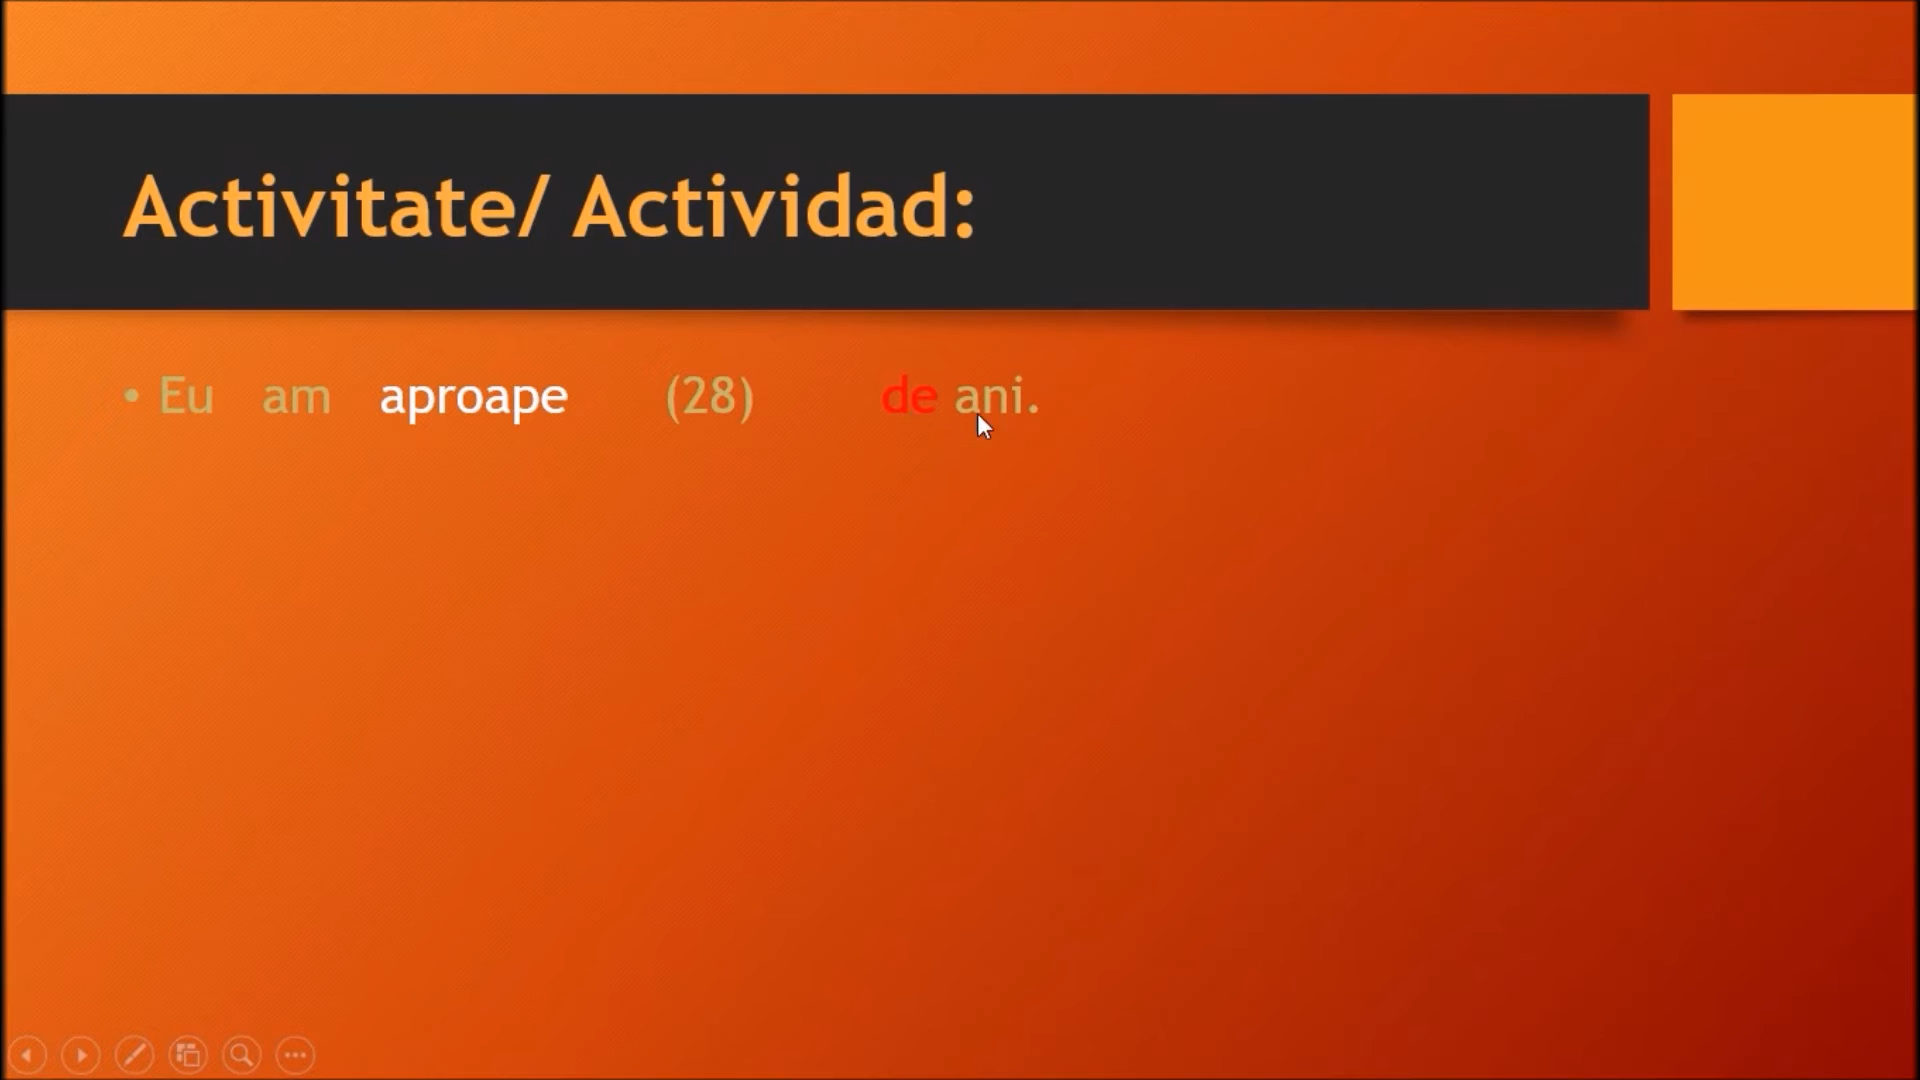 Activitate/ Actividad:
• Eu am aproape (28) de ani.